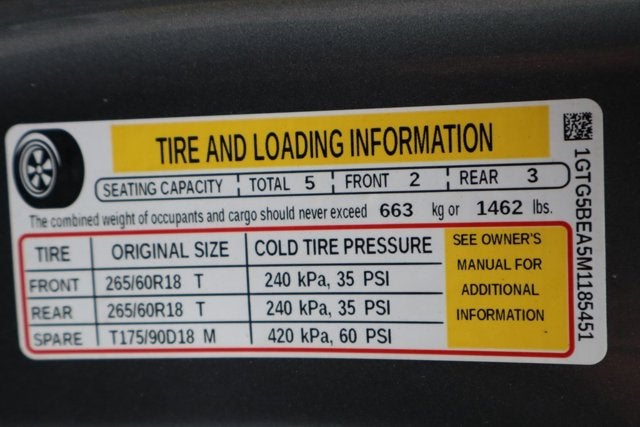 TIRE AND LOADING INFORMATION
SEATING CAPACITY TOTAL 5 FRONT 2 REAR 3
The combined weight of occupants and cargo should never exceed 663 kg or 1462 lbs.
TIRE ORIGINAL SIZE COLD TIRE PRESSURE
FRONT 265/60R18 T 240 kPa, 35 PSI
REAR 265/60R18 T 240 kPa, 35 PSI
SPARE T175/90D18 M 420 kPa, 60 PSI
SEE OWNER'S
MANUAL FOR
ADDITIONAL
INFORMATION
1GTG5BEA5M1185451